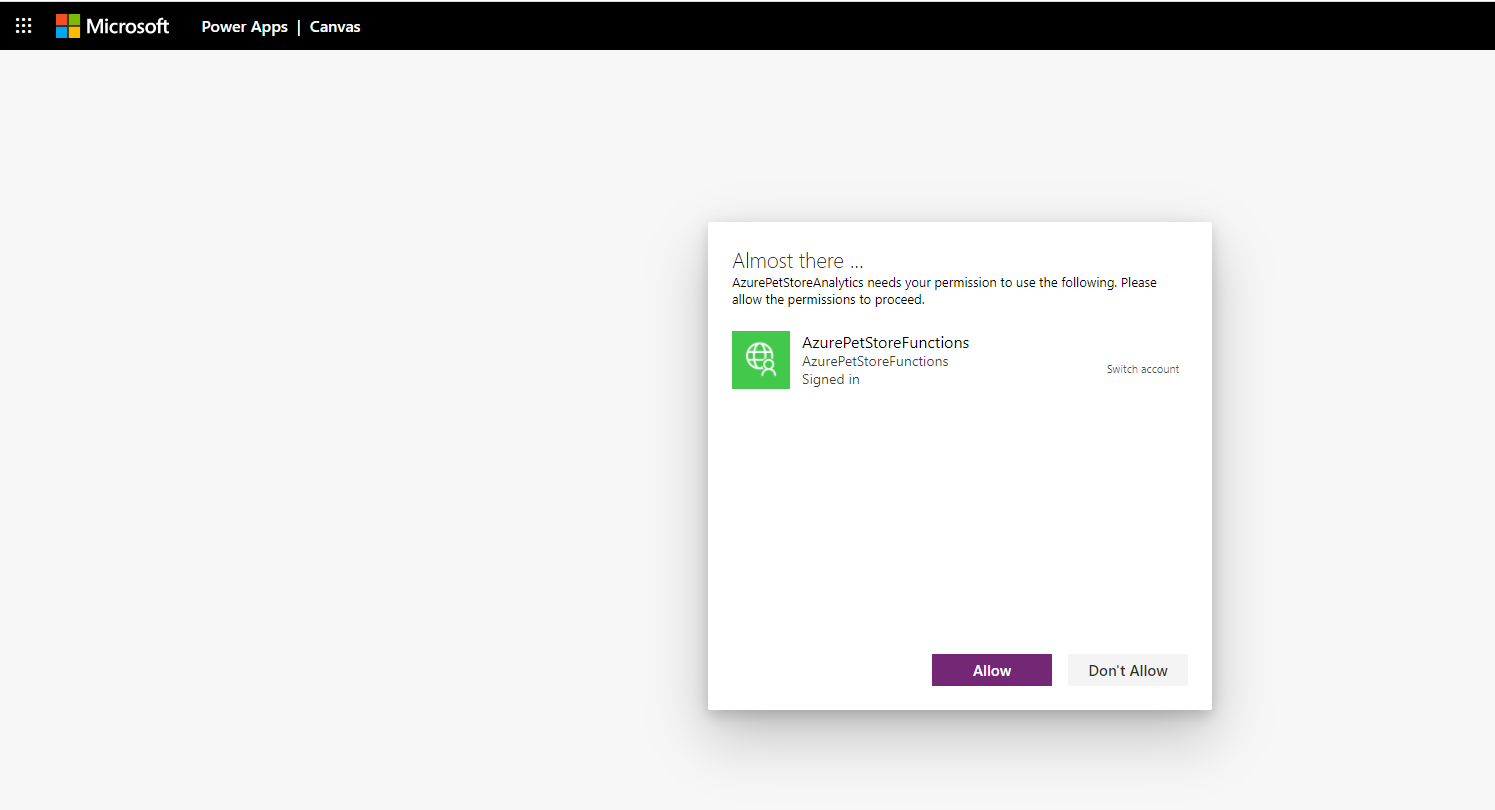 Microsoft Power Apps | Canvas
Almost there ...
AzurePetStoreAnalytics needs your permission to use the following. Please
allow the permissions to proceed.
AzurePetStoreFunctions
AzurePetStoreFunctions
Signed in
Switch account
Allow Don't Allow